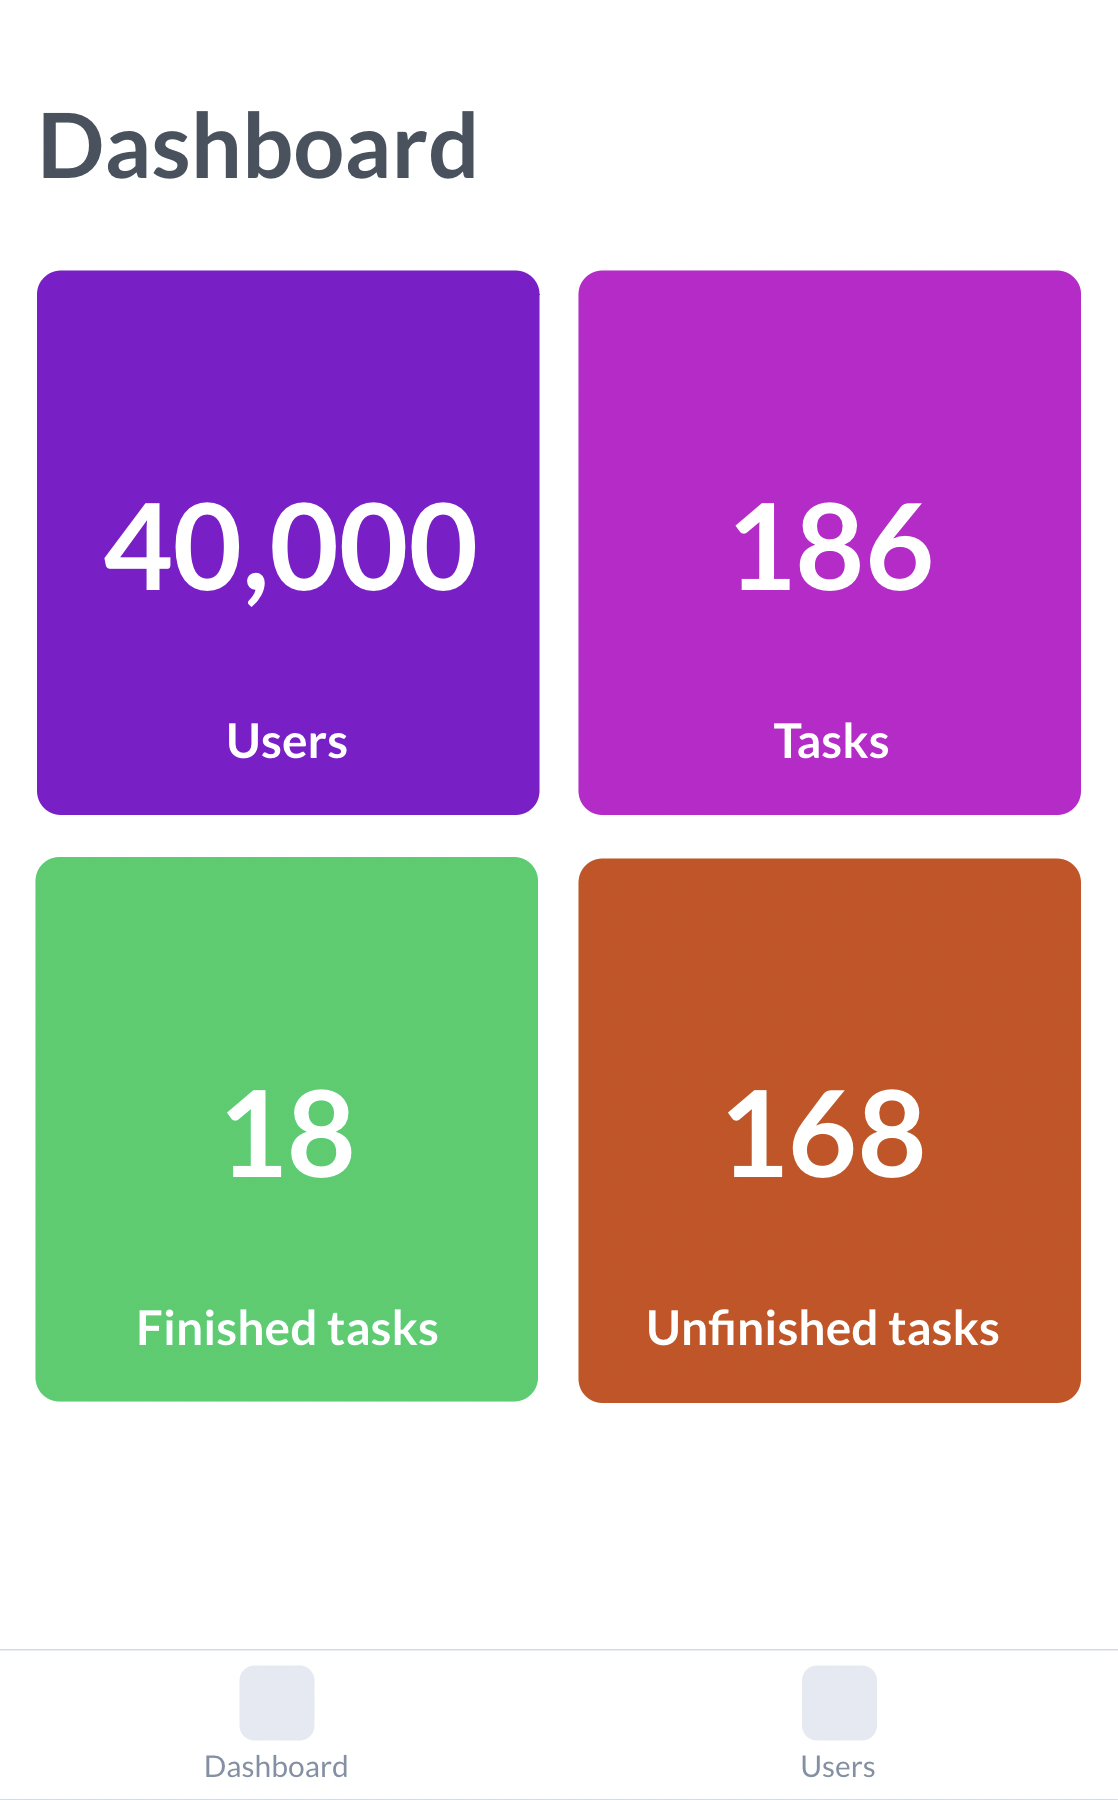 Dashboard
40,000
186
Users
Tasks
18
168
Finished tasks
Unfinished tasks
Dashboard
Users